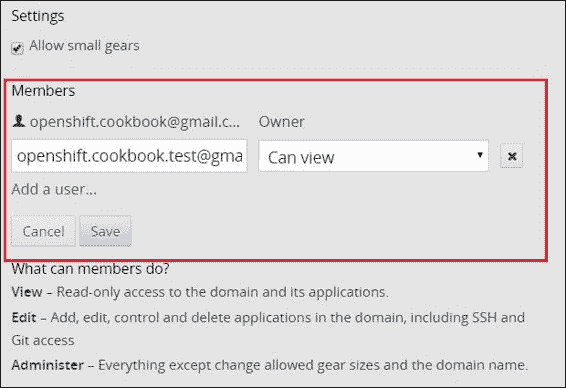 Settings
Allow small gears
Members
openshift.cookbook@gmail.c... Owner
openshift.cookbook.test@gma Can view
Add a user...
Cancel Save
What can members do?
View – Read-only access to the domain and its applications.
Edit – Add, edit, control and delete applications in the domain, including SSH and
Git access
Administer – Everything except change allowed gear sizes and the domain name.